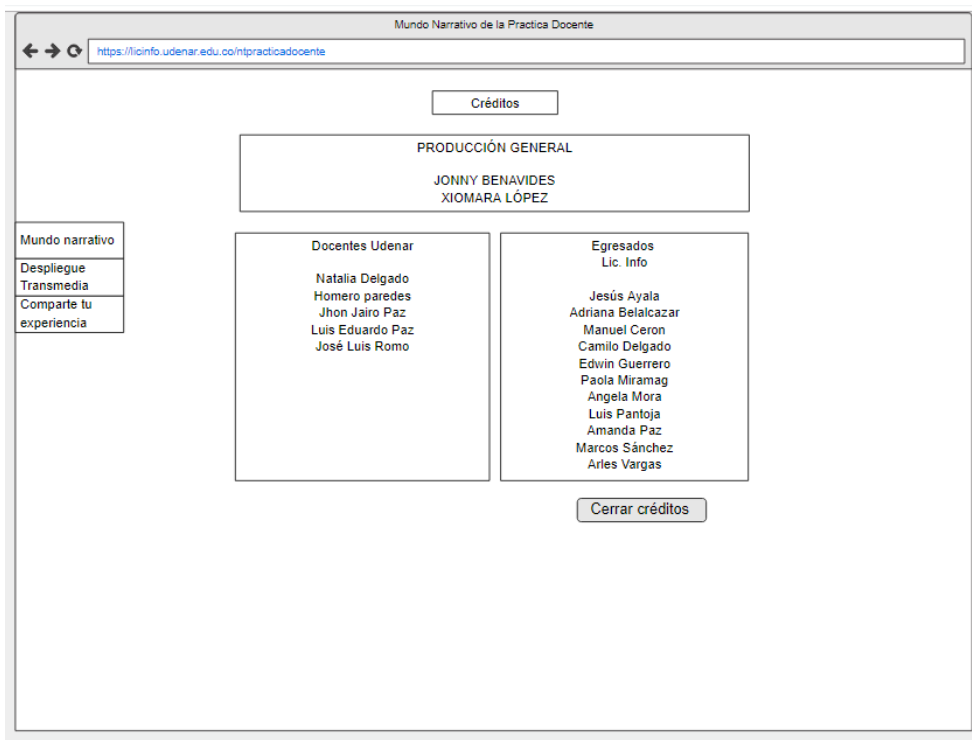 Mundo Narrativo de la Practica Docente
https://licinfo.udenar.edu.co/ntpracticadocente
Créditos
PRODUCCIÓN GENERAL
JONNY BENAVIDES
XIOMARA LÓPEZ
Mundo narrativo
Despliegue
Transmedia
Comparte tu
experiencia
Docentes Udenar
Natalia Delgado
Homero paredes
Jhon Jairo Paz
Luis Eduardo Paz
José Luis Romo
Egresados
Lic. Info
Jesús Ayala
Adriana Belalcazar
Manuel Ceron
Camilo Delgado
Edwin Guerrero
Paola Miramag
Angela Mora
Luis Pantoja
Amanda Paz
Marcos Sánchez
Arles Vargas
Cerrar créditos